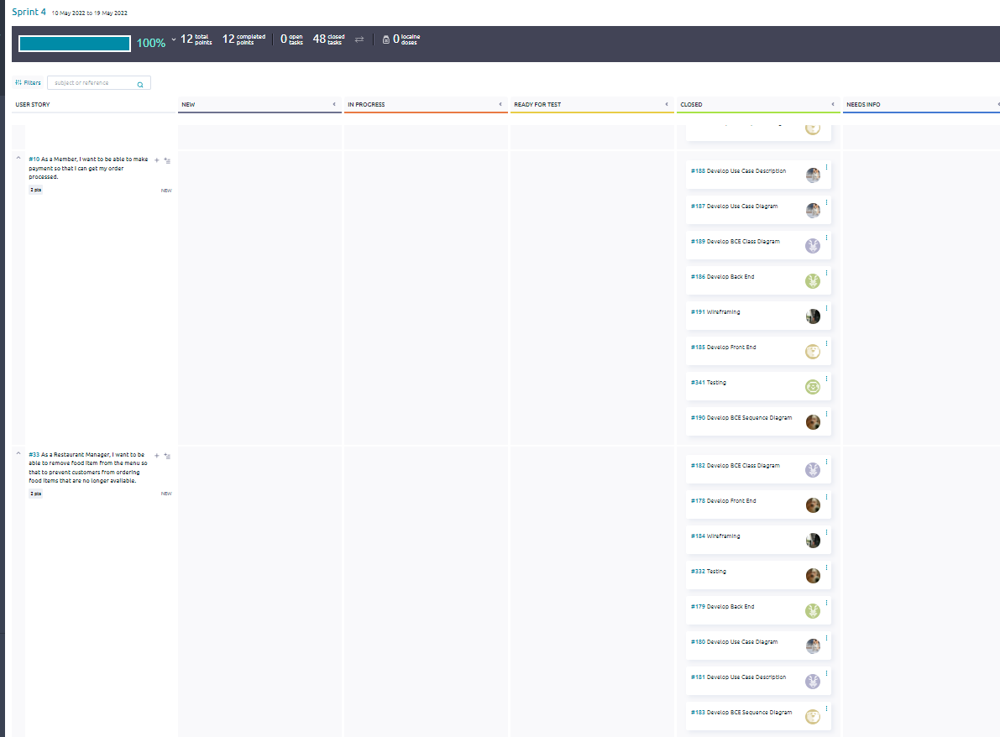 Sprint 4 10 May 2022 to 19 May 2022
100% 12 total points 12 completed points 0 open tasks 48 closed tasks 0 iocaine doses
Filters subject or reference
USER STORY NEW IN PROGRESS READY FOR TEST CLOSED NEEDS INFO
#10 As a Member, I want to be able to make
payment so that I can get my order
processed.
2 pts NEW
#188 Develop Use Case Description
#187 Develop Use Case Diagram
#189 Develop BCE Class Diagram
#186 Develop Back End
#191 Wireframing
#185 Develop Front End
#341 Testing
#190 Develop BCE Sequence Diagram
#33 As a Restaurant Manager, I want to be
able to remove food item from the menu so
that to prevent customers from ordering
food items that are no longer available.
2 pts NEW
#182 Develop BCE Class Diagram
#178 Develop Front End
#184 Wireframing
#332 Testing
#179 Develop Back End
#180 Develop Use Case Diagram
#181 Develop Use Case Description
#183 Develop BCE Sequence Diagram